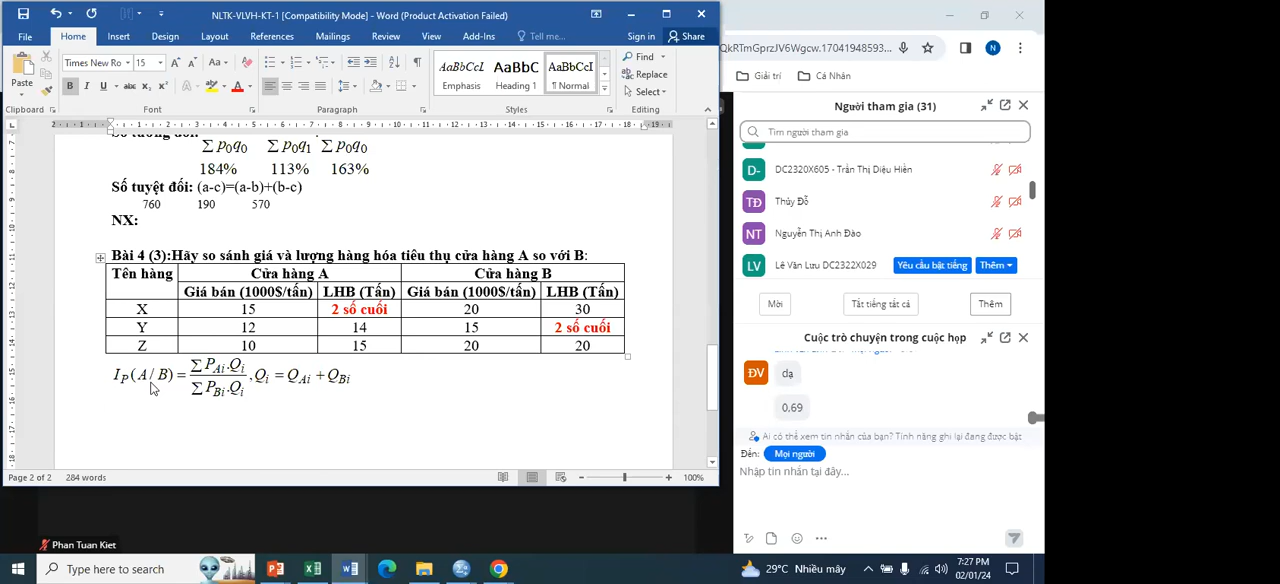 NLTK-VLVH-KT-1 [Compatibility Mode] - Word (Product Activation Failed)
File Home Insert Design Layout References Mailings Review View Add-Ins Tell me... Sign in Share
Paste
Times New Ro 15
AaBbCcI AaBbC AaBbCcI
Emphasis Heading 1 ¶ Normal
Find
Replace
Select
Clipboard Font Paragraph Styles Editing
Số tương đối:
∑ p₀q₀ ∑ p₀q₁ ∑ p₀q₀
184% 113% 163%
Số tuyệt đối: (a-c)=(a-b)+(b-c)
760 190 570
NX:
Bài 4 (3):Hãy so sánh giá và lượng hàng hóa tiêu thụ cửa hàng A so với B:
Tên hàng Cửa hàng A Cửa hàng B
Giá bán (1000$/tấn) LHB (Tấn) Giá bán (1000$/tấn) LHB (Tấn)
X 15 2 số cuối 20 30
Y 12 14 15 2 số cuối
Z 10 15 20 20
I_P(A/B) = ∑ P_Ai.Q_i / ∑ P_Bi.Q_i , Q_i = Q_Ai + Q_Bi
Page 2 of 2 284 words 100%
Phan Tuan Kiet
QkRTmGprzJV6Wgcw.17041948593...
N
Giải trí Cá Nhân
Người tham gia (31)
Tìm người tham gia
D- DC2320X605 - Trần Thị Diệu Hiền
TĐ Thủy Đỗ
NT Nguyễn Thị Anh Đào
LV Lê Văn Lưu DC2322X029 Yêu cầu bật tiếng Thêm
Mời Tắt tiếng tất cả Thêm
Cuộc trò chuyện trong cuộc họp
ĐV dạ
0,69
Ai có thể xem tin nhắn của bạn? Tính năng ghi lại đang được bật
Đến: Mọi người
Nhập tin nhắn tại đây...
Type here to search
29°C Nhiều mây
7:27 PM
02/01/24